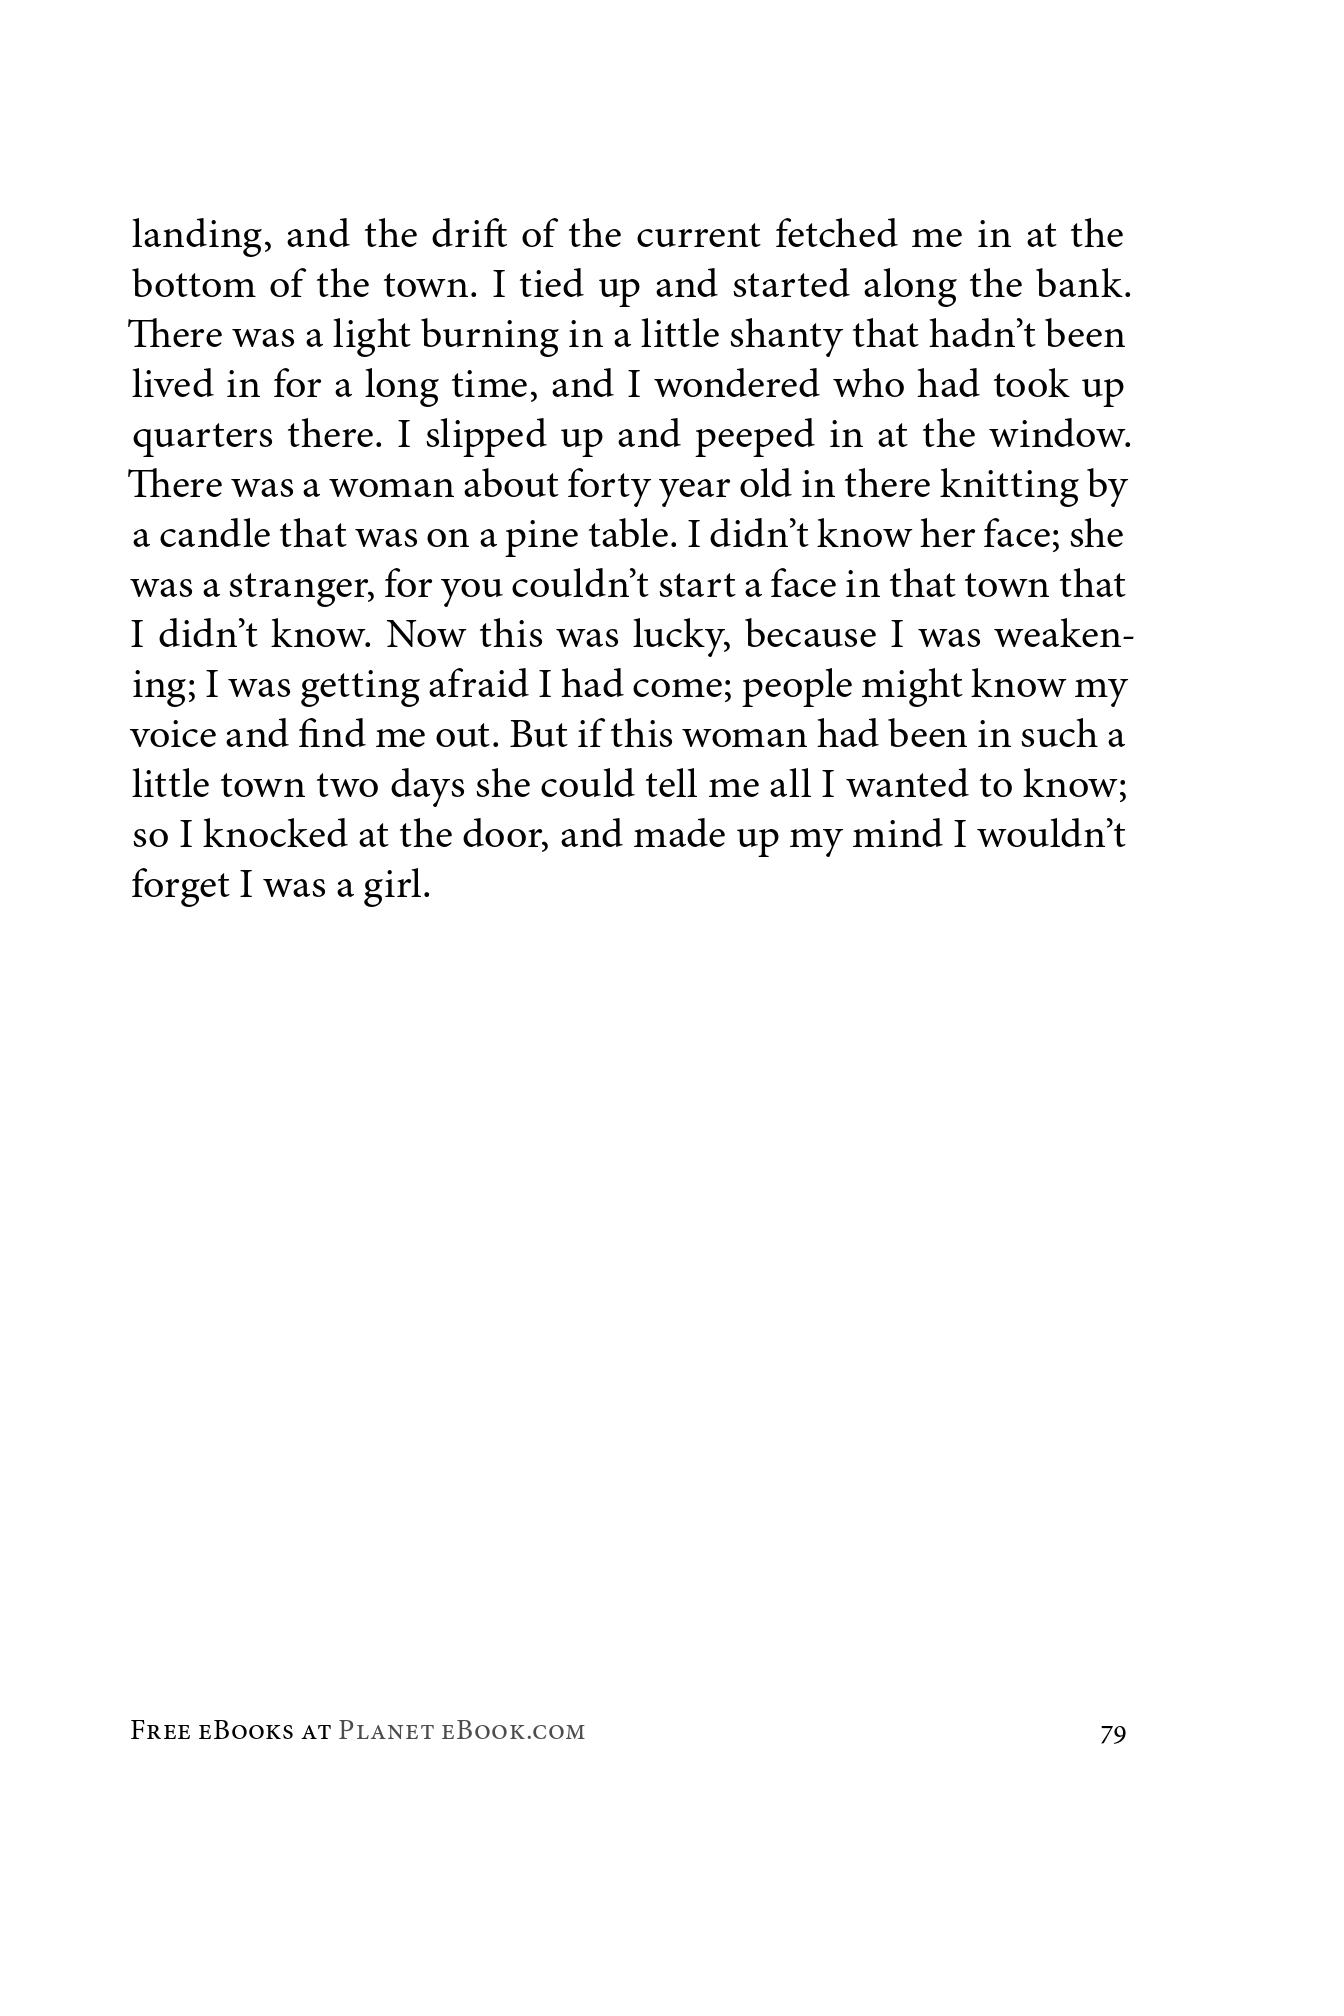 landing, and the drift of the current fetched me in at the
bottom of the town. I tied up and started along the bank.
There was a light burning in a little shanty that hadn’t been
lived in for a long time, and I wondered who had took up
quarters there. I slipped up and peeped in at the window.
There was a woman about forty year old in there knitting by
a candle that was on a pine table. I didn’t know her face; she
was a stranger, for you couldn’t start a face in that town that
I didn’t know. Now this was lucky, because I was weaken-
ing; I was getting afraid I had come; people might know my
voice and find me out. But if this woman had been in such a
little town two days she could tell me all I wanted to know;
so I knocked at the door, and made up my mind I wouldn’t
forget I was a girl.
Free eBooks at Planet eBook.com 79